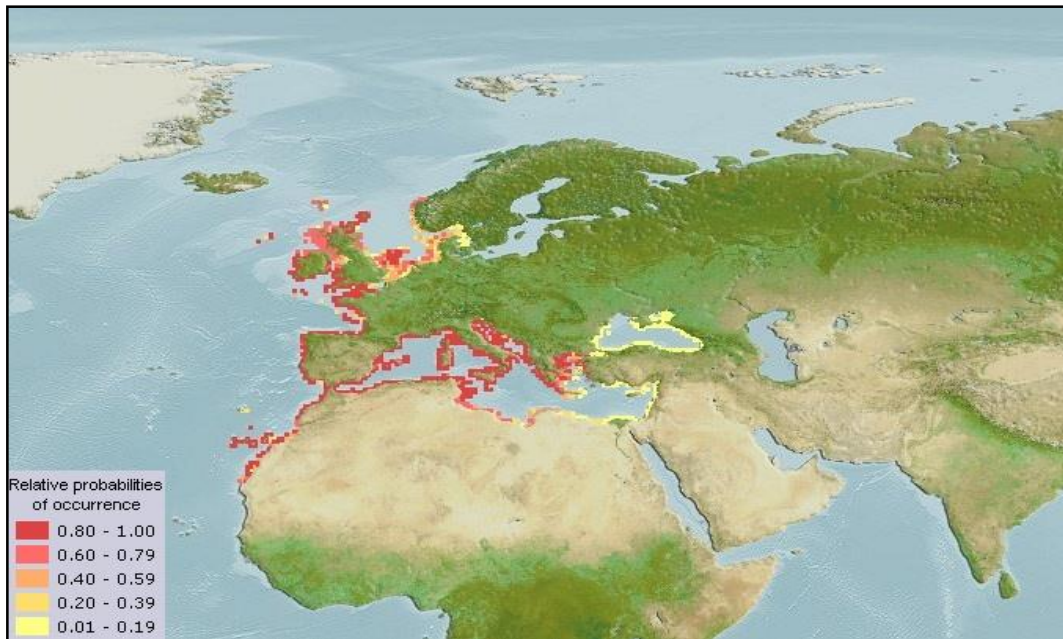 Relative probabilities
of occurrence
0.80 - 1.00
0.60 - 0.79
0.40 - 0.59
0.20 - 0.39
0.01 - 0.19